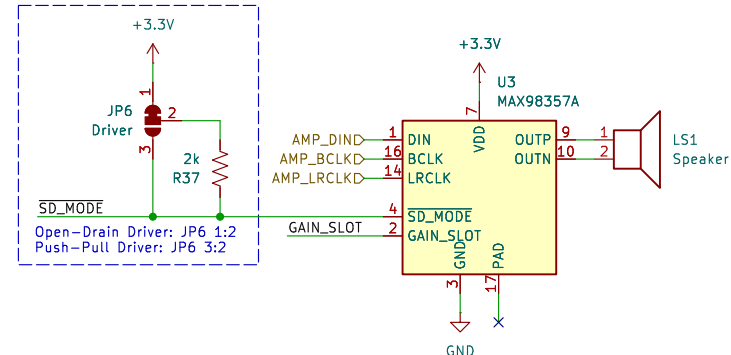 +3.3V
1
JP6
Driver
2
3
2k
R37
SD_MODE
Open-Drain Driver: JP6 1:2
Push-Pull Driver: JP6 3:2
+3.3V
U3
MAX98357A
7
VDD
AMP_DIN
1
DIN
AMP_BCLK
16
BCLK
AMP_LRCLK
14
LRCLK
4
SD_MODE
GAIN_SLOT
2
GAIN_SLOT
OUTP
9
1
OUTN
10
2
LS1
Speaker
GND
PAD
3
17
GND